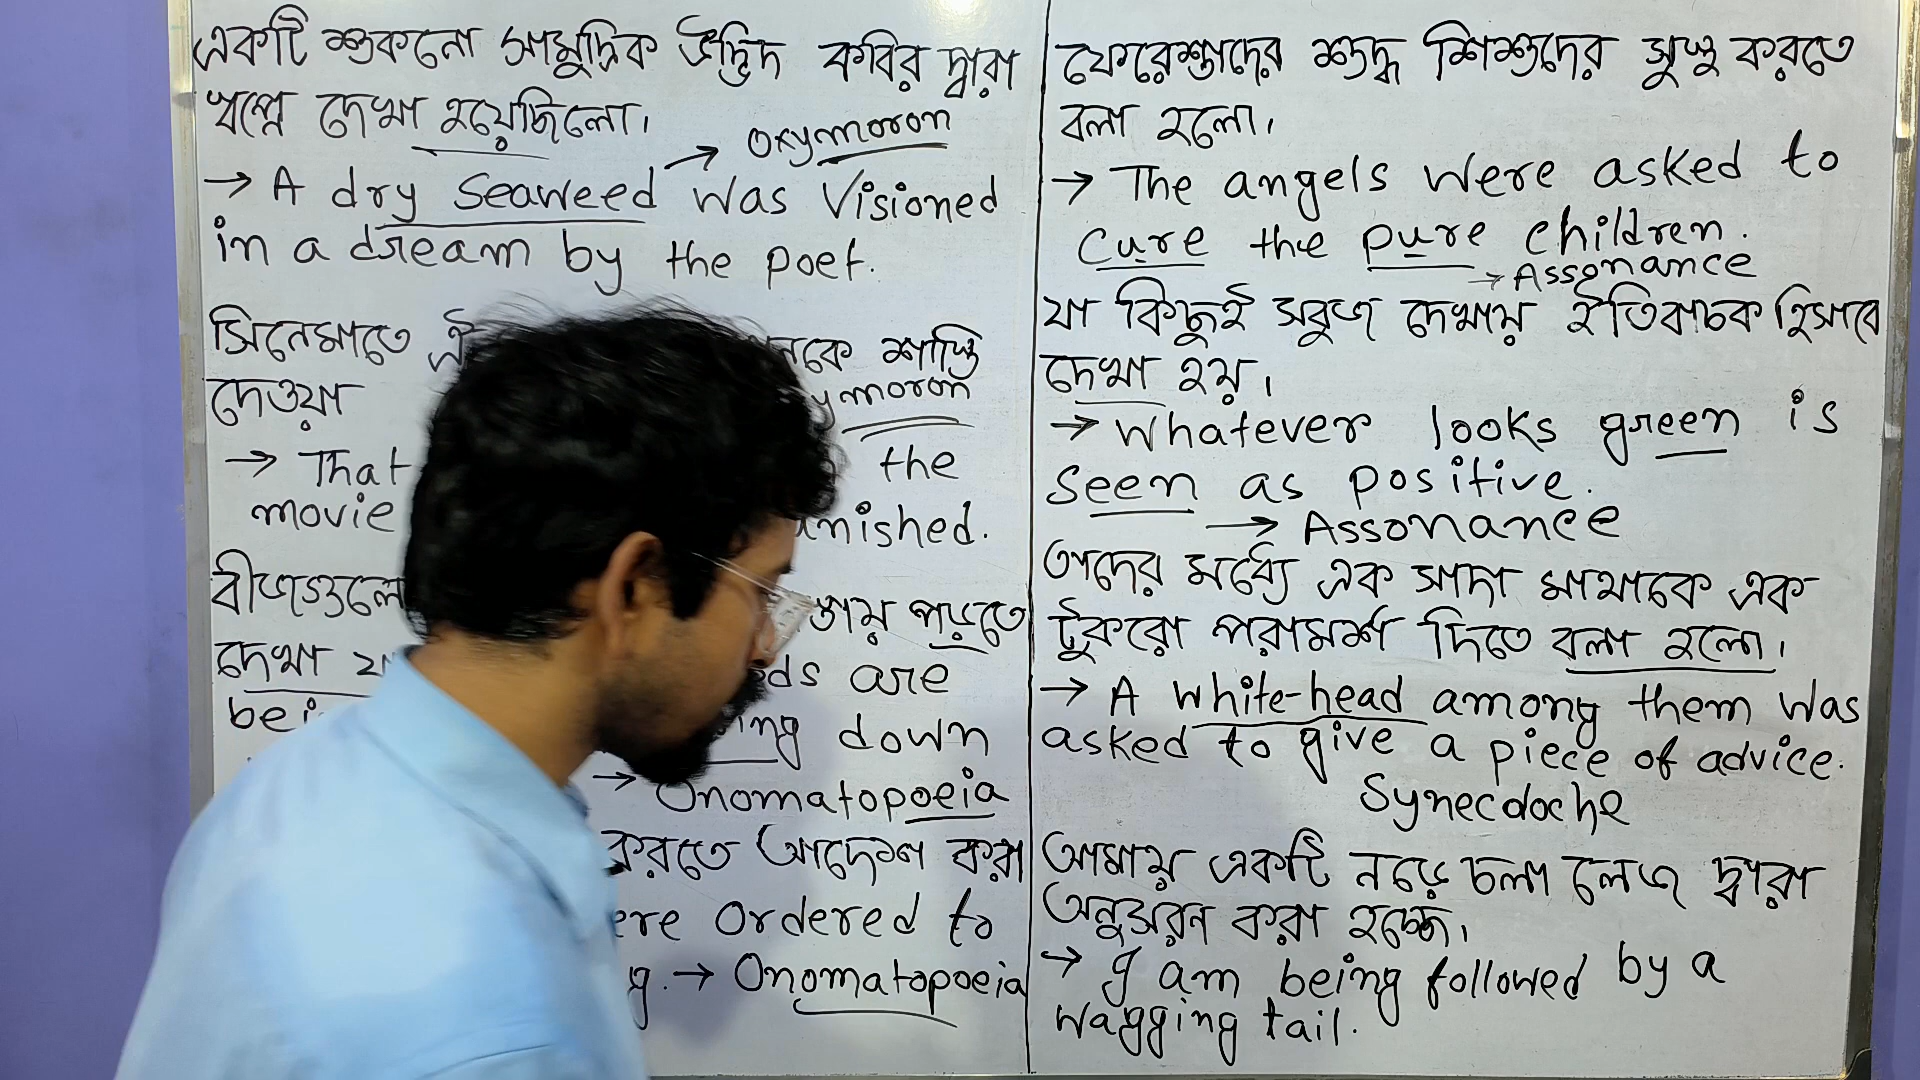 একটি শুকনো সামুদ্রিক উদ্ভিদ কবির দ্বারা
স্বপ্নে দেখা হয়েছিলো।
→ Oxymoron
→ A dry Seaweed was Visioned
in a dream by the poet.
সিনেমাতে শাস্তি
দেওয়া ymoron
→ That the
movie unished.
বীজগুলো পড়তে
দেখা ds are
bei ing down
→ Onomatopoeia
করতে আদেশ করা
ere ordered to
g. → Onomatopoeia
ফেরেশ্তাদের শুদ্ধ শিশুদের সুস্থ করতে
বলা হলো।
→ The angels were asked to
cure the pure children.
→ Assonance
যা কিছুই সবুজ দেখায় ইতিবাচক হিসাবে
দেখা হয়।
→ Whatever looks green is
seen as positive.
→ Assonance
তাদের মধ্যে এক সাদা মাথাকে এক
টুকরো পরামর্শ দিতে বলা হলো।
→ A white-head among them was
asked to give a piece of advice.
Synecdoche
আমায় একটি নড়ে চলা লেজ দ্বারা
অনুসরন করা হচ্ছে।
→ I am being followed by a
wagging tail.